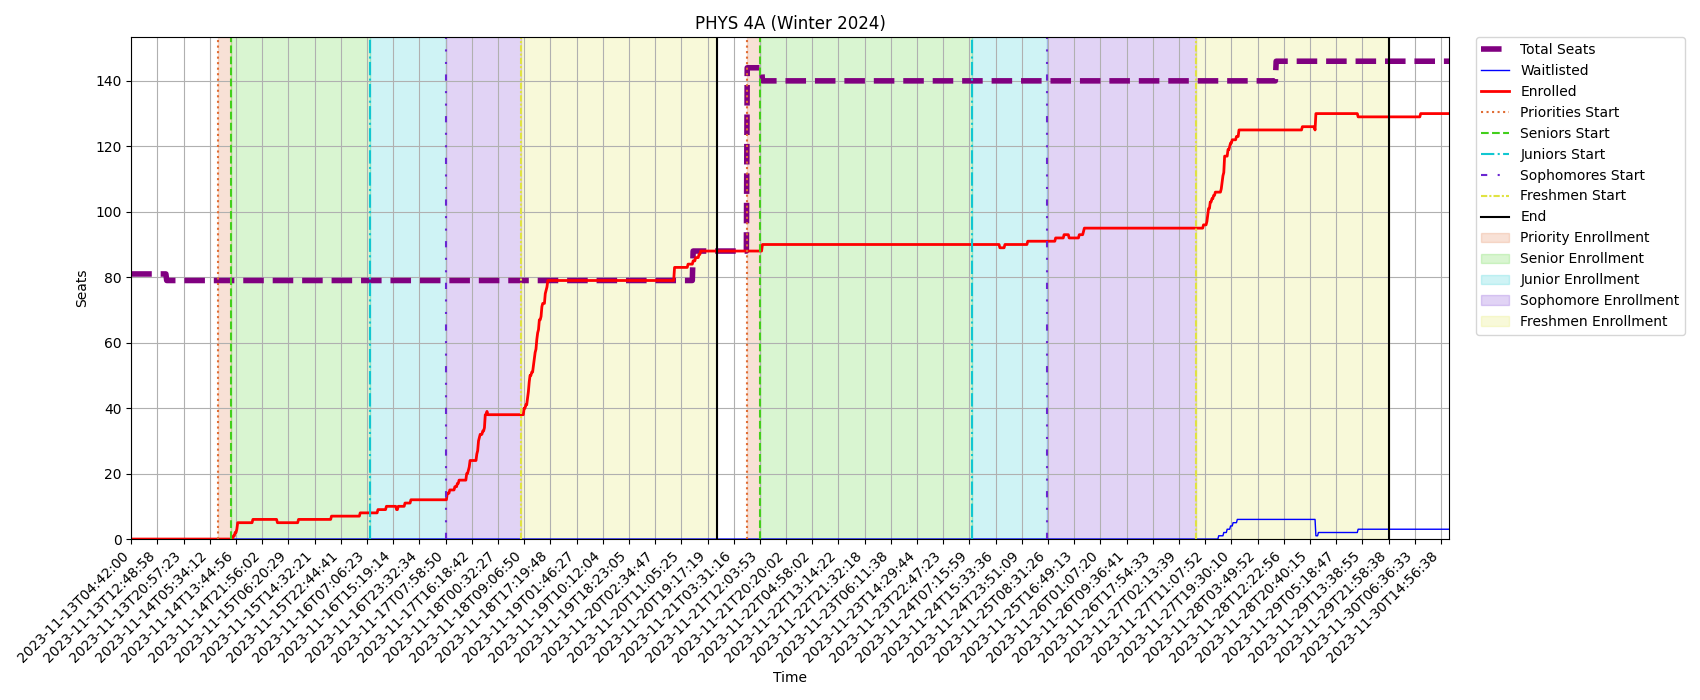 PHYS 4A (Winter 2024)
Seats
140
120
100
80
60
40
20
0
Total Seats
Waitlisted
Enrolled
Priorities Start
Seniors Start
Juniors Start
Sophomores Start
Freshmen Start
End
Priority Enrollment
Senior Enrollment
Junior Enrollment
Sophomore Enrollment
Freshmen Enrollment
2023-11-13T04:42:00
2023-11-13T12:48:58
2023-11-13T20:57:23
2023-11-14T05:34:12
2023-11-14T13:44:56
2023-11-14T21:56:02
2023-11-15T06:20:29
2023-11-15T14:32:21
2023-11-15T22:44:41
2023-11-16T07:06:23
2023-11-16T15:19:14
2023-11-16T23:32:34
2023-11-17T07:58:50
2023-11-17T16:18:42
2023-11-18T00:32:27
2023-11-18T09:06:50
2023-11-18T17:19:48
2023-11-19T01:46:27
2023-11-19T10:12:04
2023-11-19T18:23:05
2023-11-20T02:34:47
2023-11-20T11:05:25
2023-11-20T19:17:19
2023-11-21T03:31:16
2023-11-21T12:03:53
2023-11-21T20:20:02
2023-11-22T04:58:02
2023-11-22T13:14:22
2023-11-22T21:32:18
2023-11-23T06:11:38
2023-11-23T14:29:44
2023-11-23T22:47:23
2023-11-24T07:15:59
2023-11-24T15:33:36
2023-11-24T23:51:09
2023-11-25T08:31:26
2023-11-25T16:49:13
2023-11-26T01:07:20
2023-11-26T09:36:41
2023-11-26T17:54:33
2023-11-27T02:13:39
2023-11-27T11:07:52
2023-11-27T19:30:10
2023-11-28T03:49:52
2023-11-28T12:22:56
2023-11-28T20:40:15
2023-11-29T05:18:47
2023-11-29T13:38:55
2023-11-29T21:58:38
2023-11-30T06:36:33
2023-11-30T14:56:38
Time